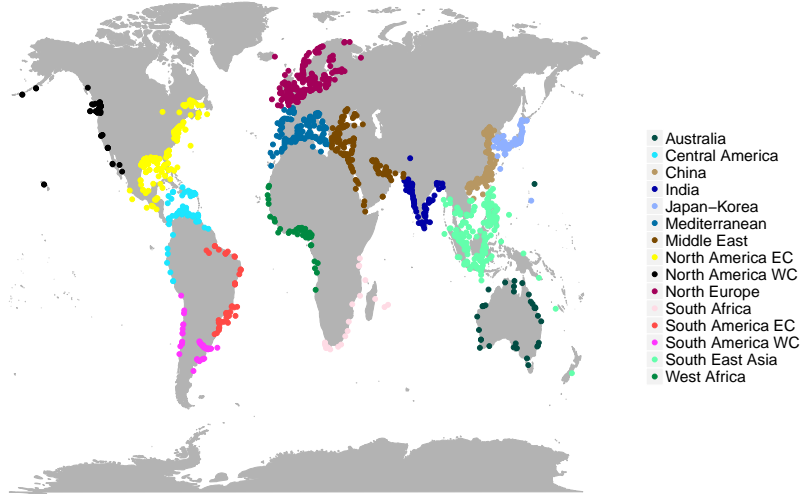 Australia
Central America
China
India
Japan−Korea
Mediterranean
Middle East
North America EC
North America WC
North Europe
South Africa
South America EC
South America WC
South East Asia
West Africa